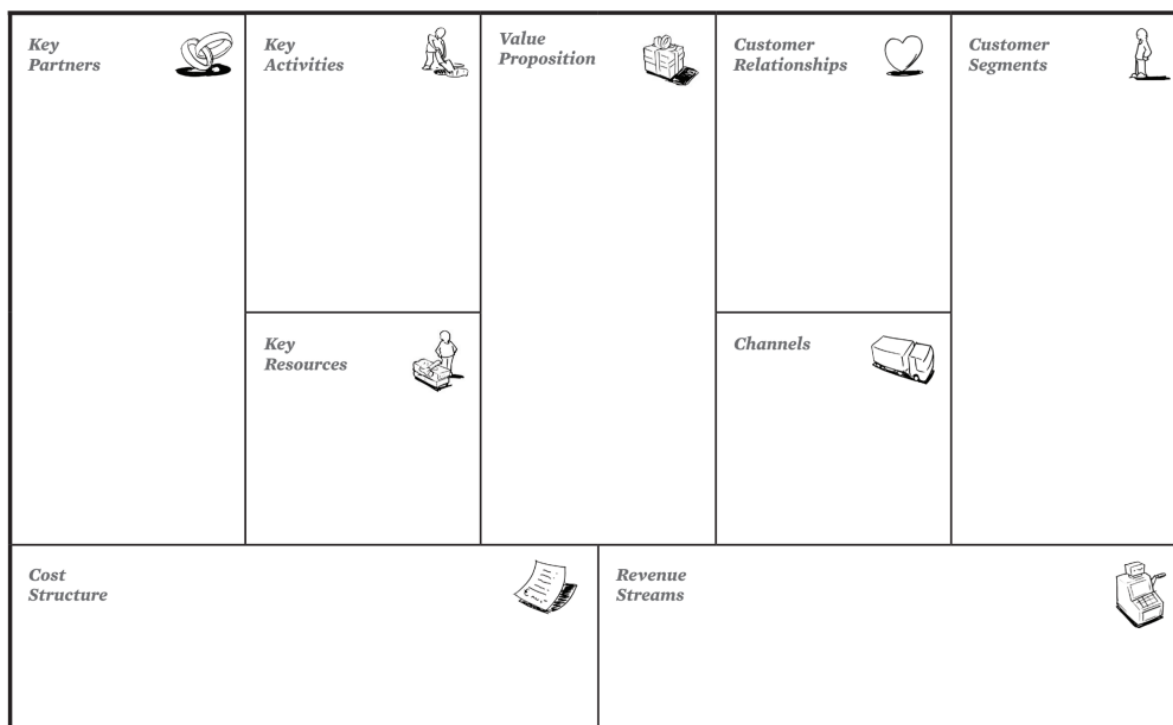 Key
Partners
Key
Activities
Value
Proposition
Customer
Relationships
Customer
Segments
Key
Resources
Channels
Cost
Structure
Revenue
Streams